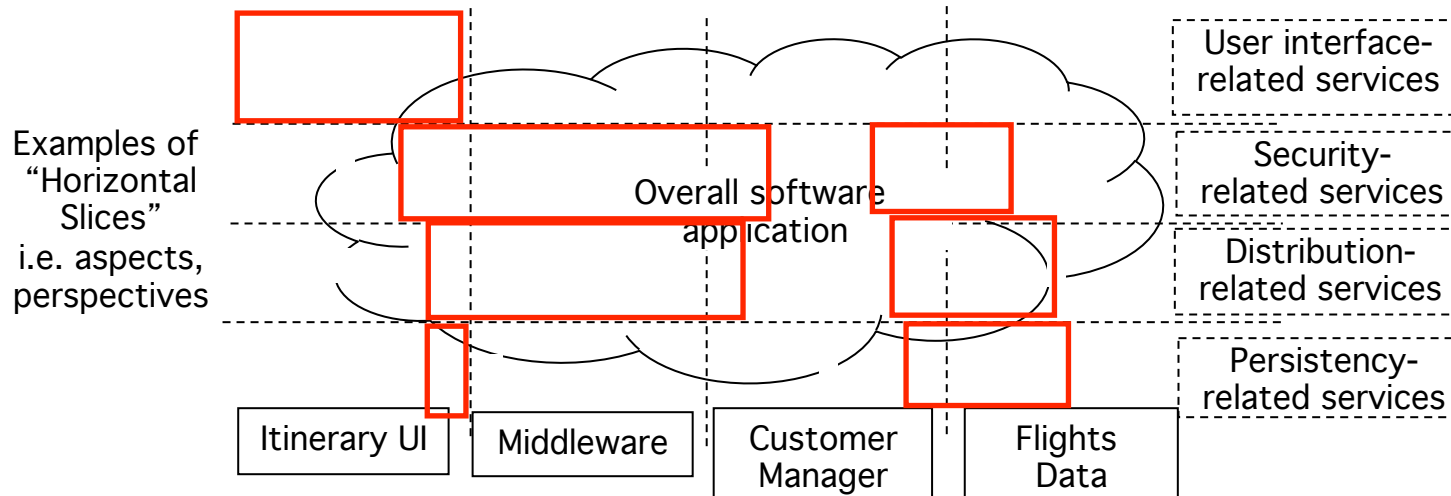 User interface-
related services
Examples of
“Horizontal
Slices”
i.e. aspects,
perspectives
Security-
related services
Overall software
application
Distribution-
related services
Persistency-
related services
Itinerary UI
Middleware
Customer
Manager
Flights
Data